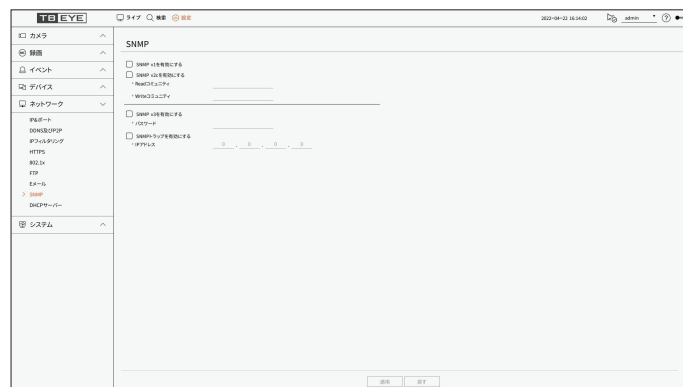 TB EYE
ライブ 検索 設定
2022-04-22 16:14:02 admin
カメラ
録画
イベント
デバイス
ネットワーク
IP&ポート
DDNS及びP2P
IPフィルタリング
HTTPS
802.1x
FTP
Eメール
SNMP
DHCPサーバー
システム
SNMP
SNMP v1を有効にする
SNMP v2cを有効にする
・Readコミュニティ
・Writeコミュニティ
SNMP v3を有効にする
・パスワード
SNMPトラップを有効にする
・IPアドレス 0 . 0 . 0 . 0
適用 戻す